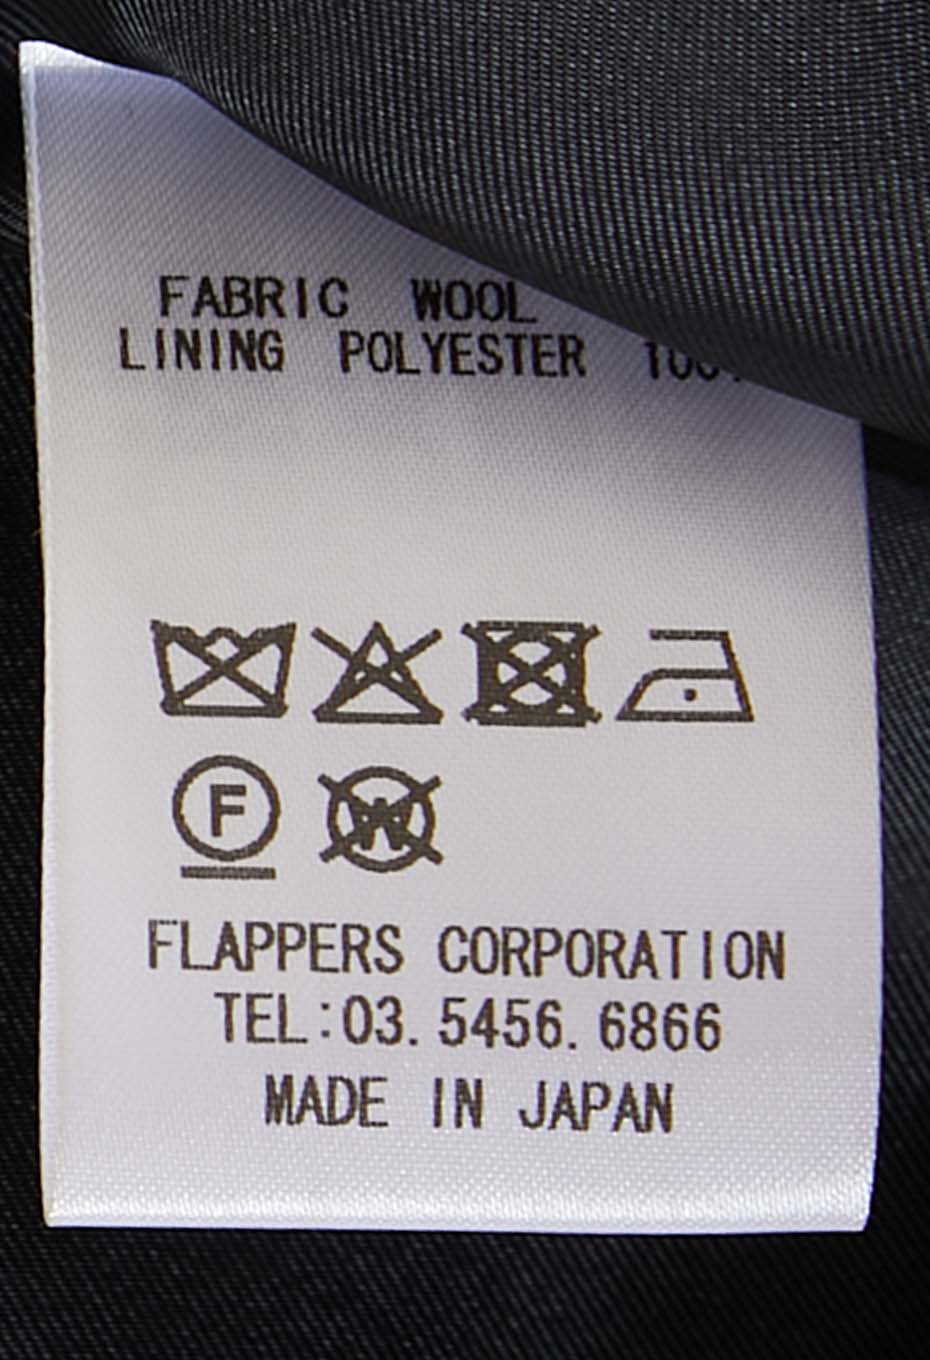 FABRIC WOOL
LINING POLYESTER
F
W
FLAPPERS CORPORATION
TEL:03. 5456. 6866
MADE IN JAPAN